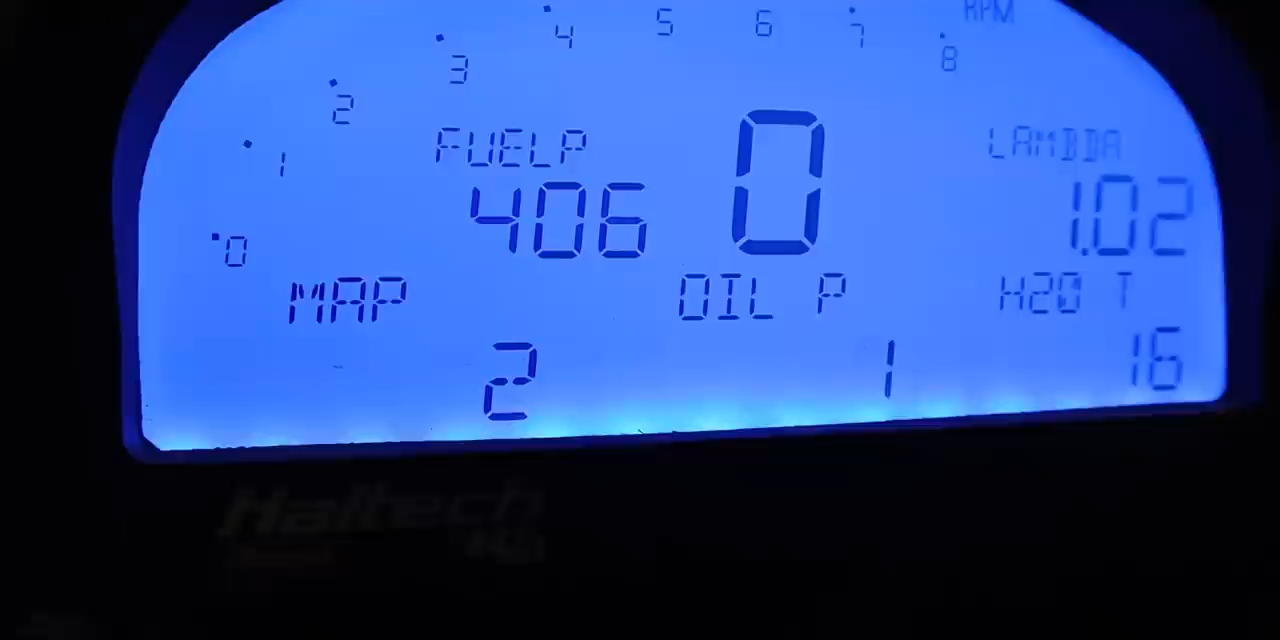 0 1 2 3 4 5 6 7 8 RPM
FUELP 0 LAMBDA
406 1.02
MAP OIL P H2O T
2 1 16
Haltech